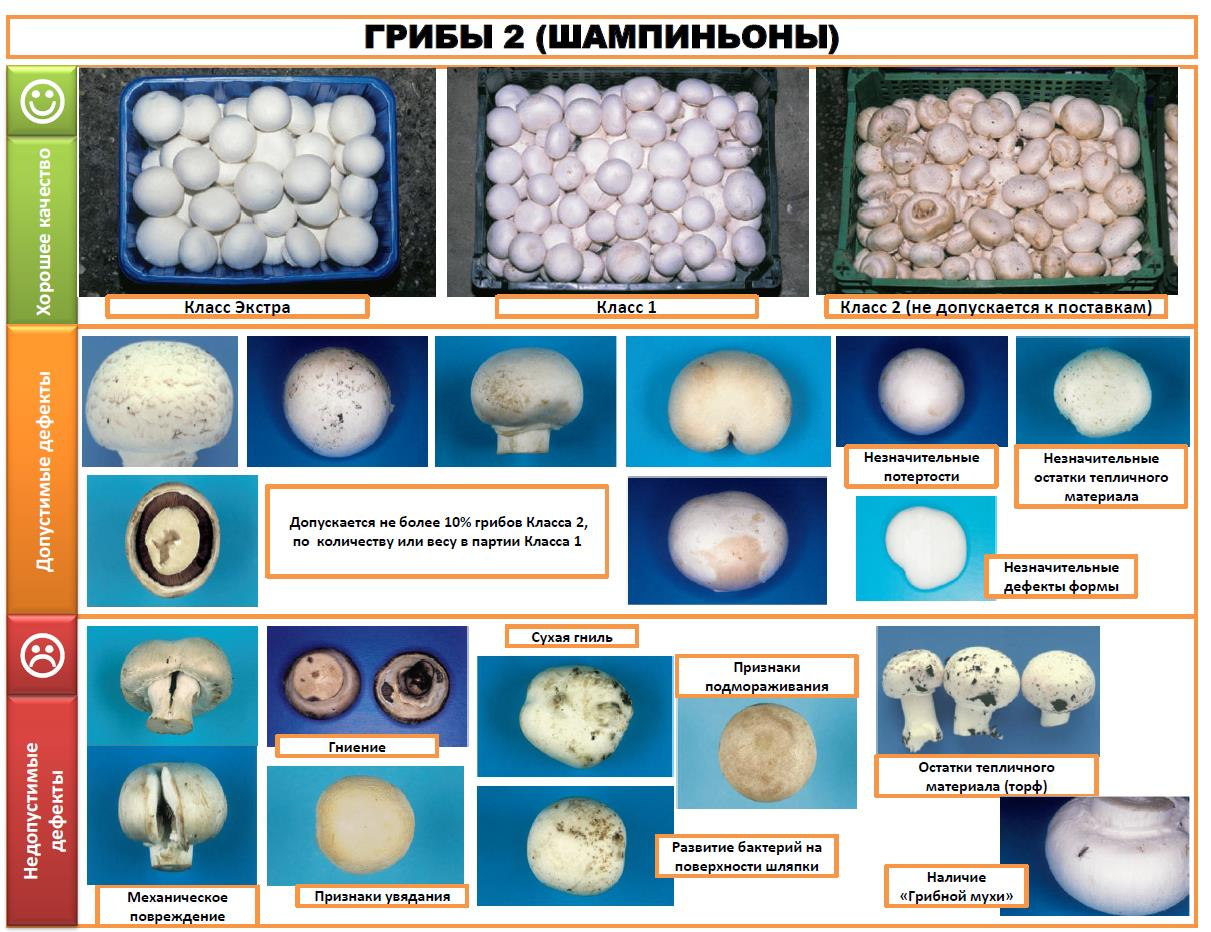 ГРИБЫ 2 (ШАМПИНЬОНЫ)
Хорошее качество
Класс Экстра
Класс 1
Класс 2 (не допускается к поставкам)
Допустимые дефекты
Незначительные
потертости
Незначительные
остатки тепличного
материала
Допускается не более 10% грибов Класса 2,
по количеству или весу в партии Класса 1
Незначительные
дефекты формы
Недопустимые
дефекты
Механическое
повреждение
Гниение
Признаки увядания
Сухая гниль
Признаки
подмораживания
Развитие бактерий на
поверхности шляпки
Остатки тепличного
материала (торф)
Наличие
«Грибной мухи»